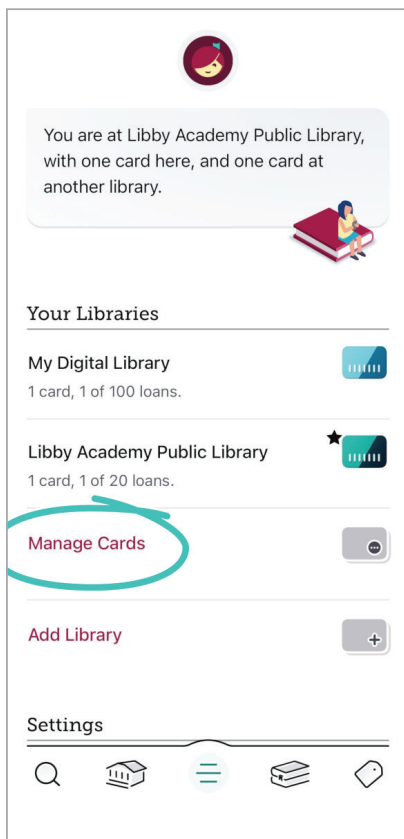 You are at Libby Academy Public Library,
with one card here, and one card at
another library.
Your Libraries
My Digital Library
1 card, 1 of 100 loans.
Libby Academy Public Library
1 card, 1 of 20 loans.
Manage Cards
Add Library
Settings